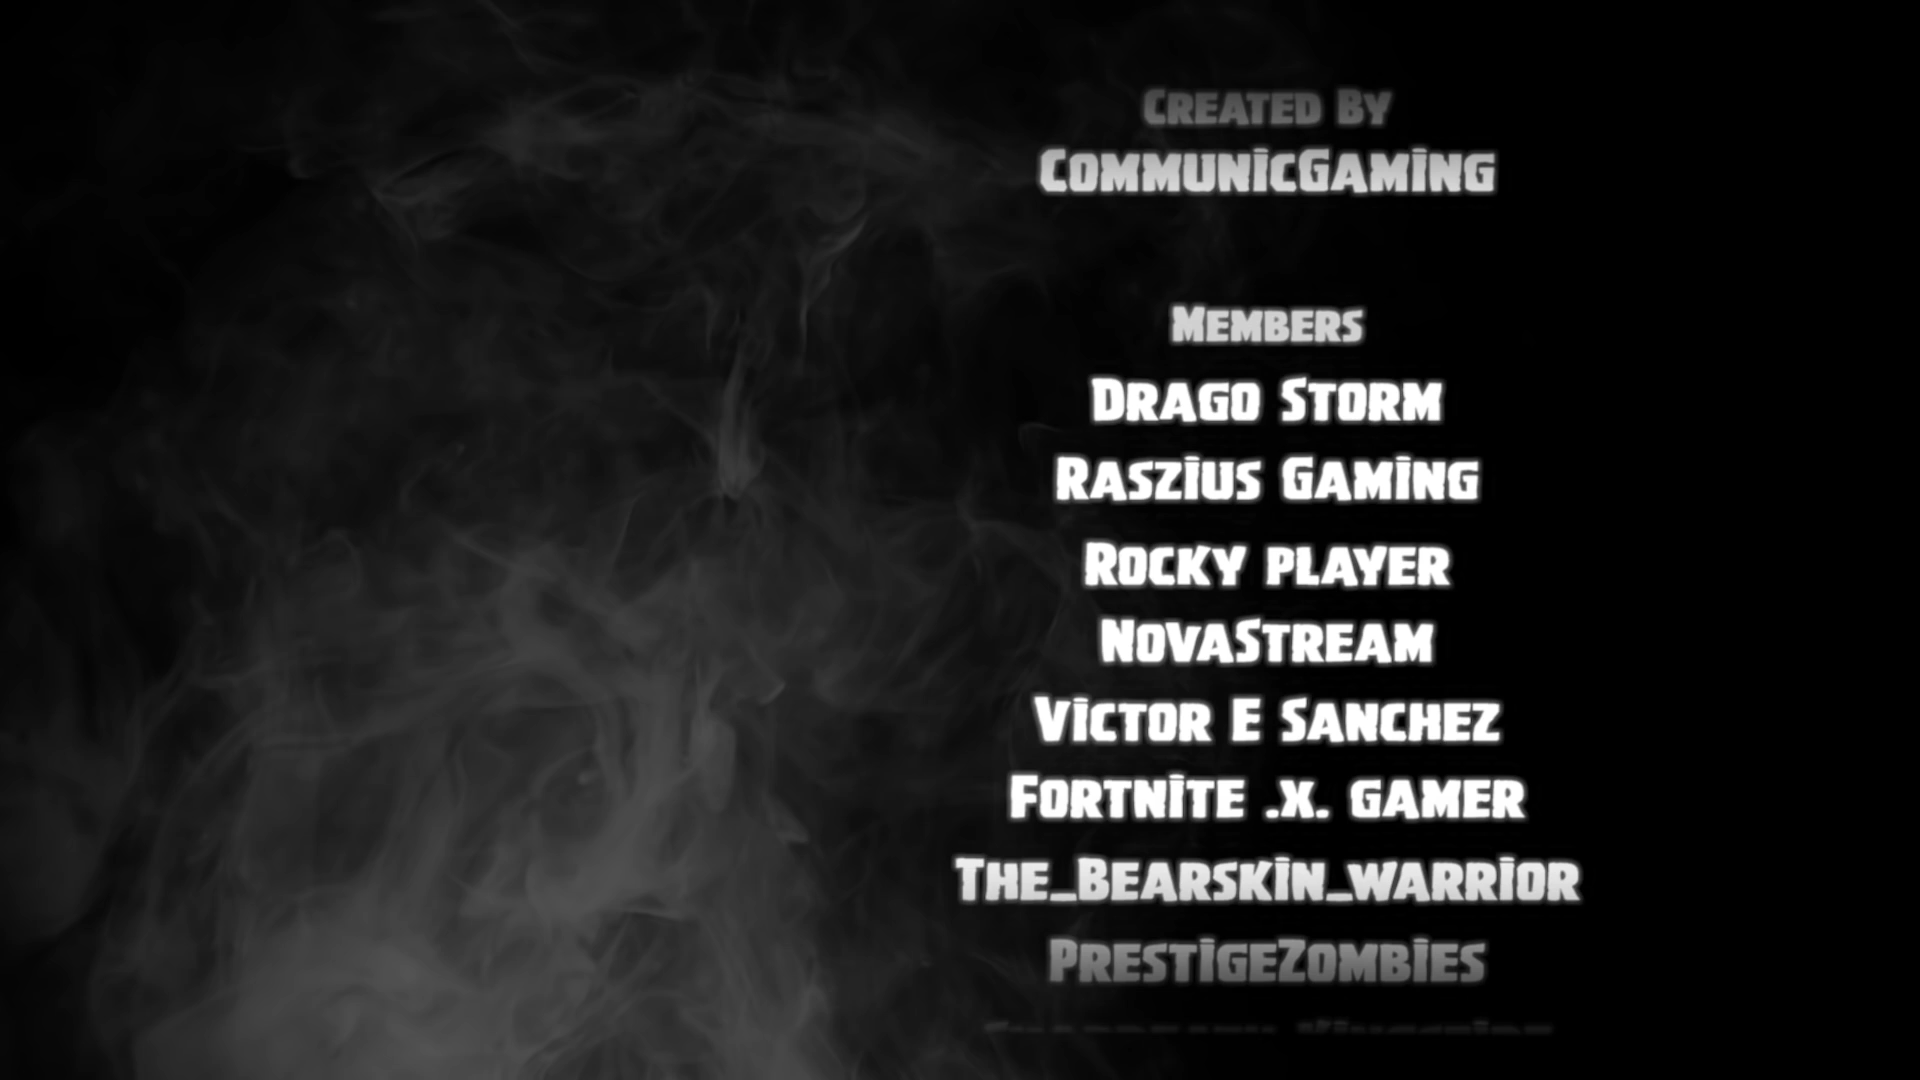 Created By
CommunicGaming
Members
Drago Storm
Raszius Gaming
Rocky player
NovaStream
Victor E Sanchez
Fortnite .x. gamer
The_Bearskin_warrior
PrestigeZombies